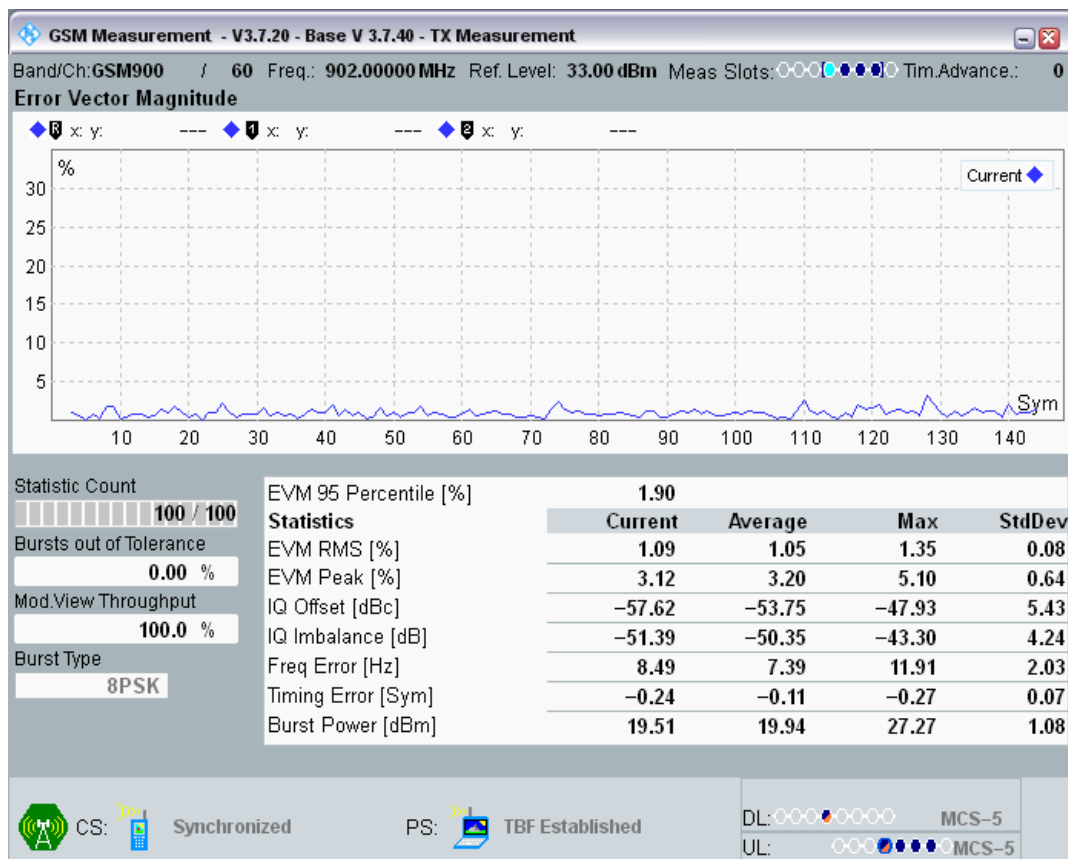 GSM Measurement - V3.7.20 - Base V 3.7.40 - TX Measurement
Band/Ch:GSM900 / 60 Freq.: 902.00000 MHz Ref. Level: 33.00 dBm Meas Slots: Tim.Advance.: 0
Error Vector Magnitude
R x: y: --- 1 x: y: --- 2 x: y: ---
%
Current
30
25
20
15
10
5
Sym
10 20 30 40 50 60 70 80 90 100 110 120 130 140
Statistic Count
100 / 100
Bursts out of Tolerance
0.00 %
Mod.View Throughput
100.0 %
Burst Type
8PSK
EVM 95 Percentile [%] 1.90
Statistics Current Average Max StdDev
EVM RMS [%] 1.09 1.05 1.35 0.08
EVM Peak [%] 3.12 3.20 5.10 0.64
IQ Offset [dBc] −57.62 −53.75 −47.93 5.43
IQ Imbalance [dB] −51.39 −50.35 −43.30 4.24
Freq Error [Hz] 8.49 7.39 11.91 2.03
Timing Error [Sym] −0.24 −0.11 −0.27 0.07
Burst Power [dBm] 19.51 19.94 27.27 1.08
CS: Synchronized PS: TBF Established
DL: MCS−5
UL: MCS−5